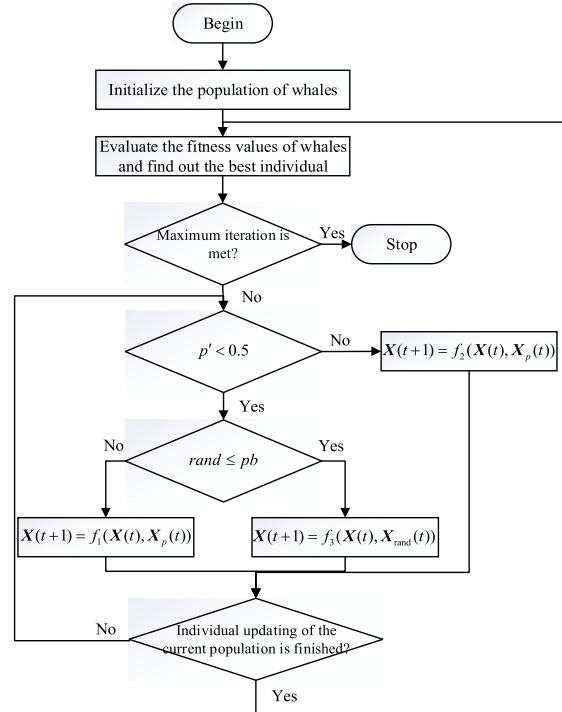 Begin
Initialize the population of whales
Evaluate the fitness values of whales
and find out the best individual
Maximum iteration is
met?
Yes
Stop
No
p′ < 0.5
No
X(t+1) = f₂(X(t), Xₚ(t))
Yes
No
rand ≤ pb
Yes
X(t+1) = f₁(X(t), Xₚ(t))
X(t+1) = f₃(X(t), X_rand(t))
No
Individual updating of the
current population is finished?
Yes